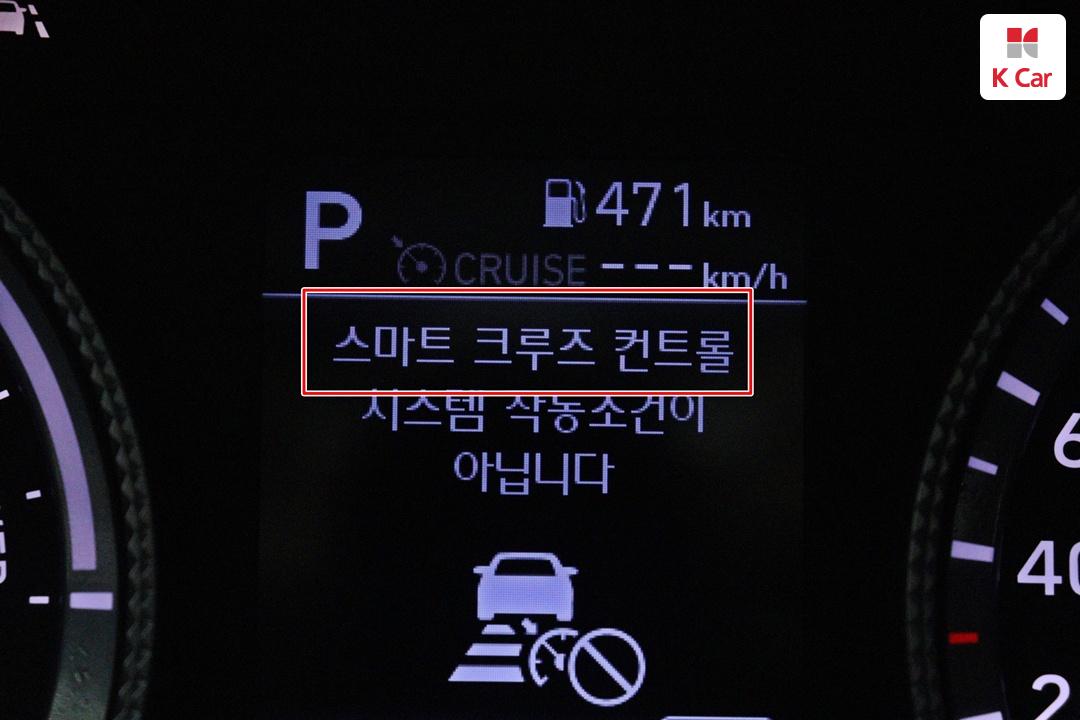 K Car
P
471km
CRUISE ---km/h
스마트 크루즈 컨트롤
시스템 작동조건이
아닙니다
40